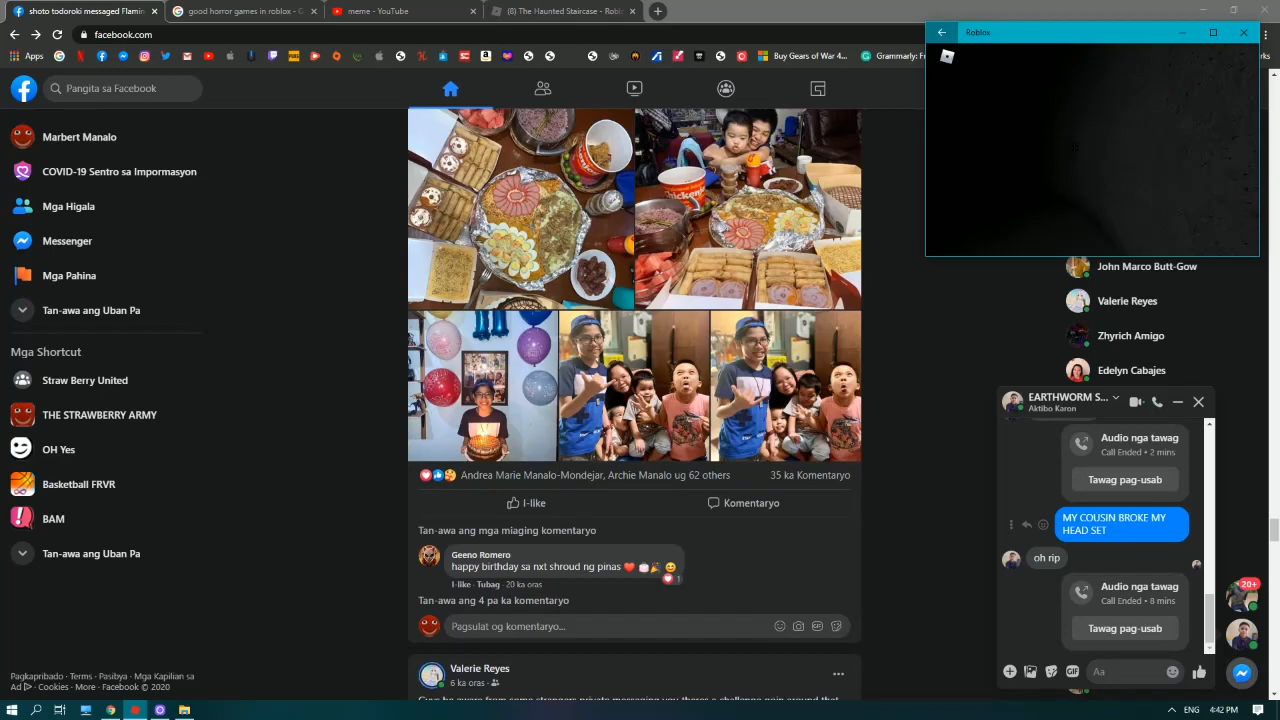 shoto todoroki messaged Flamin
good horror games in roblox - G
meme - YouTube
(8) The Haunted Staircase - Robl
facebook.com
Apps
Buy Gears of War 4...
Grammarly: F
Roblox
Pangita sa Facebook
Marbert Manalo
COVID-19 Sentro sa Impormasyon
Mga Higala
Messenger
Mga Pahina
Tan-awa ang Uban Pa
Mga Shortcut
Straw Berry United
THE STRAWBERRY ARMY
OH Yes
Basketball FRVR
BAM
Tan-awa ang Uban Pa
Pagkapribado · Terms · Pasibya · Mga Kapilian sa
Ad · Cookies · More · Facebook © 2020
Andrea Marie Manalo-Mondejar, Archie Manalo ug 62 others
35 ka Komentaryo
I-like
Komentaryo
Tan-awa ang mga miaging komentaryo
Geeno Romero
happy birthday sa nxt shroud ng pinas ❤️ 🎂 🎉 😆
1
I-like · Tubag · 20 ka oras
Tan-awa ang 4 pa ka komentaryo
Pagsulat og komentaryo...
Valerie Reyes
6 ka oras ·
John Marco Butt-Gow
Valerie Reyes
Zhyrich Amigo
Edelyn Cabajes
EARTHWORM S...
Aktibo Karon
Audio nga tawag
Call Ended • 2 mins
Tawag pag-usab
MY COUSIN BROKE MY
HEAD SET
oh rip
Audio nga tawag
Call Ended • 8 mins
Tawag pag-usab
GIF
Aa
20+
ENG
4:42 PM